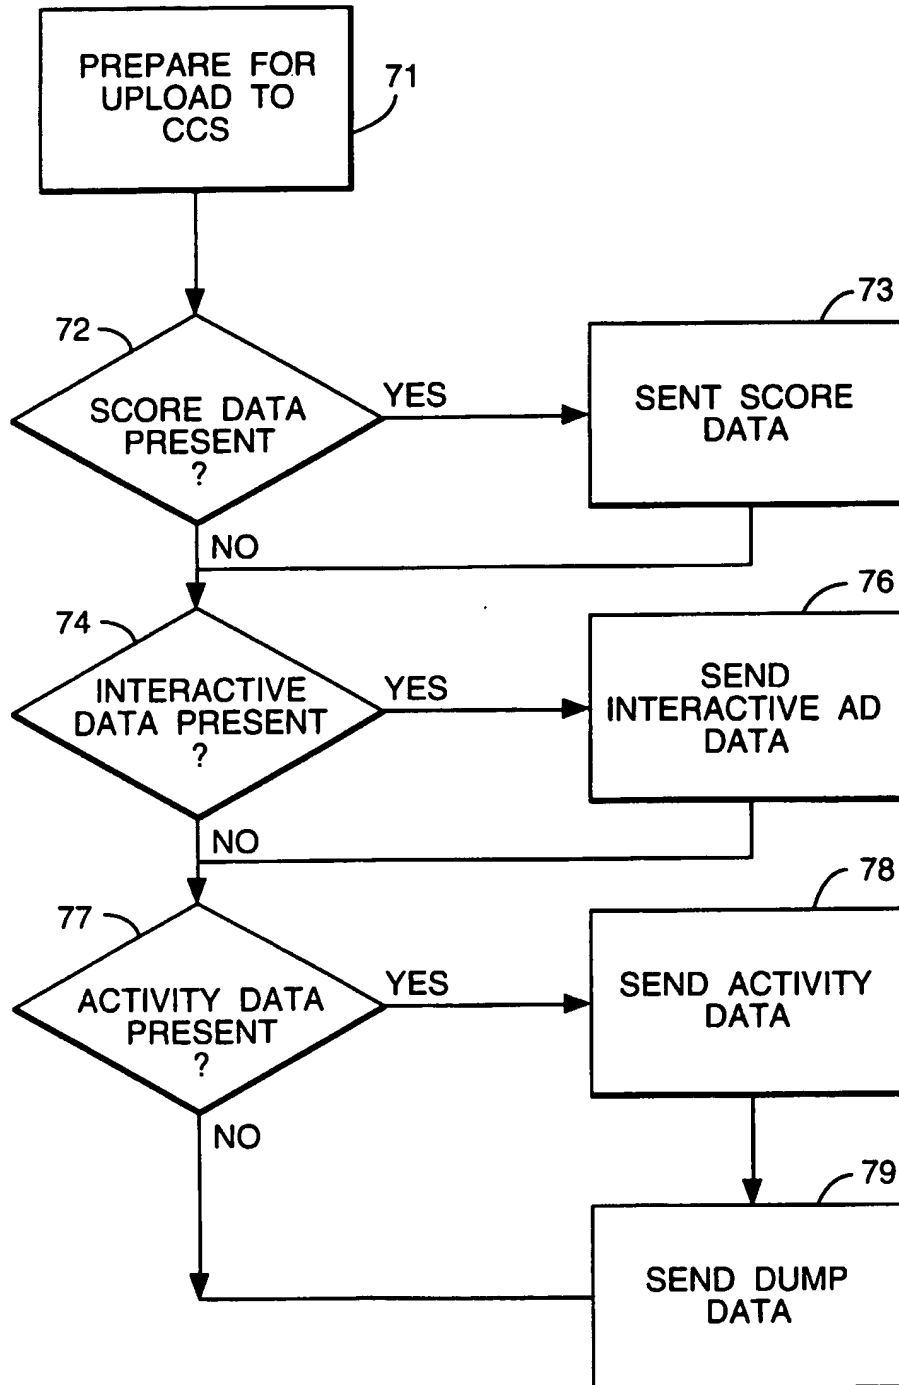 PREPARE FOR
UPLOAD TO
CCS
71
72
SCORE DATA
PRESENT
?
YES
NO
73
SENT SCORE
DATA
74
INTERACTIVE
DATA PRESENT
?
YES
NO
76
SEND
INTERACTIVE AD
DATA
77
ACTIVITY DATA
PRESENT
?
YES
NO
78
SEND ACTIVITY
DATA
79
SEND DUMP
DATA